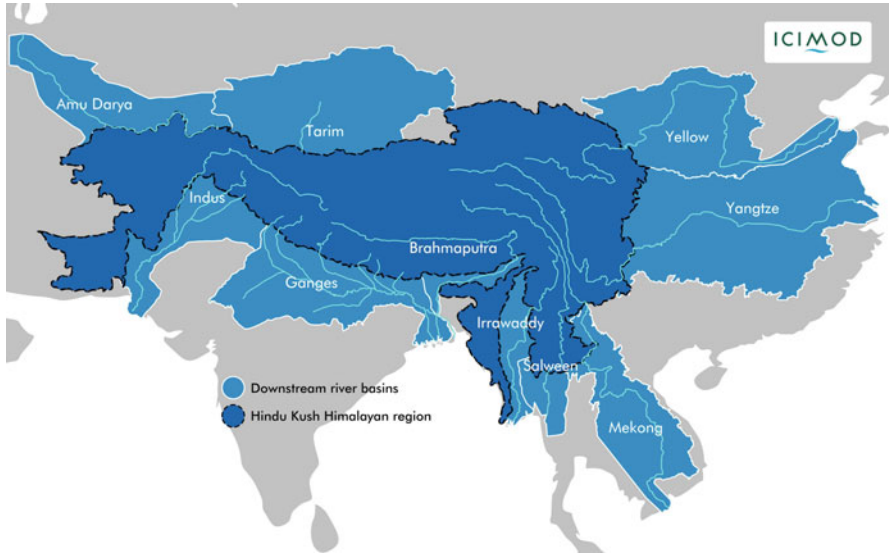 ICIMOD
Amu Darya
Tarim
Yellow
Indus
Yangtze
Brahmaputra
Ganges
Irrawaddy
Salween
Downstream river basins
Hindu Kush Himalayan region
Mekong